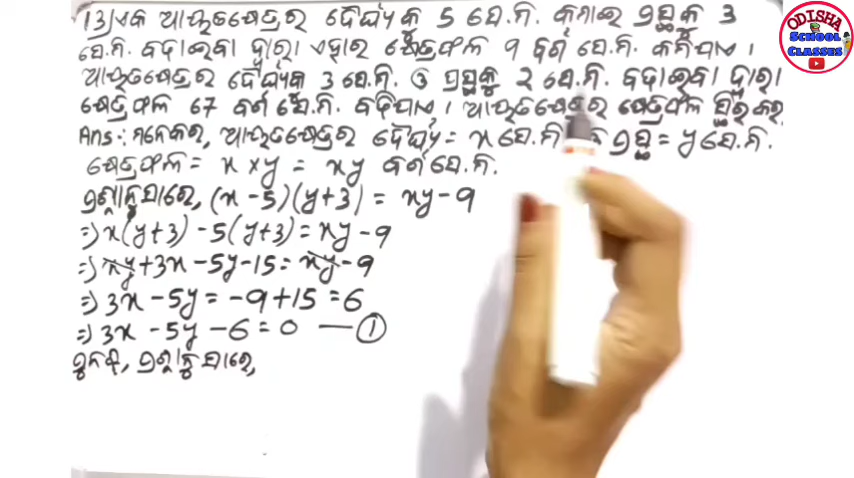 13) ଏକ ଆୟତକ୍ଷେତ୍ରର ଦୈର୍ଘ୍ୟକୁ 5 ସେ.ମି. କମାଇ ପ୍ରସ୍ଥକୁ 3
ସେ.ମି. ବଢାଇବା ଦ୍ୱାରା ଏହାର କ୍ଷେତ୍ରଫଳ 9 ବର୍ଗ ସେ.ମି. କମିଯାଏ ।
ଆୟତକ୍ଷେତ୍ରର ଦୈର୍ଘ୍ୟକୁ 3 ସେ.ମି. ଓ ପ୍ରସ୍ଥକୁ 2 ସେ.ମି. ବଢାଇବା ଦ୍ୱାରା
କ୍ଷେତ୍ରଫଳ 67 ବର୍ଗ ସେ.ମି. ବଢିଯାଏ । ଆୟତକ୍ଷେତ୍ରର କ୍ଷେତ୍ରଫଳ ସ୍ଥିର କର
Ans: ମନେକର, ଆୟତକ୍ଷେତ୍ରର ଦୈର୍ଘ୍ୟ = x ସେ.ମି ପ୍ରସ୍ଥ = y ସେ.ମି.
କ୍ଷେତ୍ରଫଳ = x × y = xy ବର୍ଗ ସେ.ମି.
ପ୍ରଶ୍ନାନୁଯାରେ, (x - 5)(y + 3) = xy - 9
⇒ x(y + 3) - 5(y + 3) = xy - 9
⇒ xy + 3x - 5y - 15 = xy - 9
⇒ 3x - 5y = -9 + 15 = 6
⇒ 3x - 5y - 6 = 0 — ①
ପୁନଶ୍ଚ, ପ୍ରଶ୍ନାନୁଯାରେ,
ODISHA
School
CLASSES